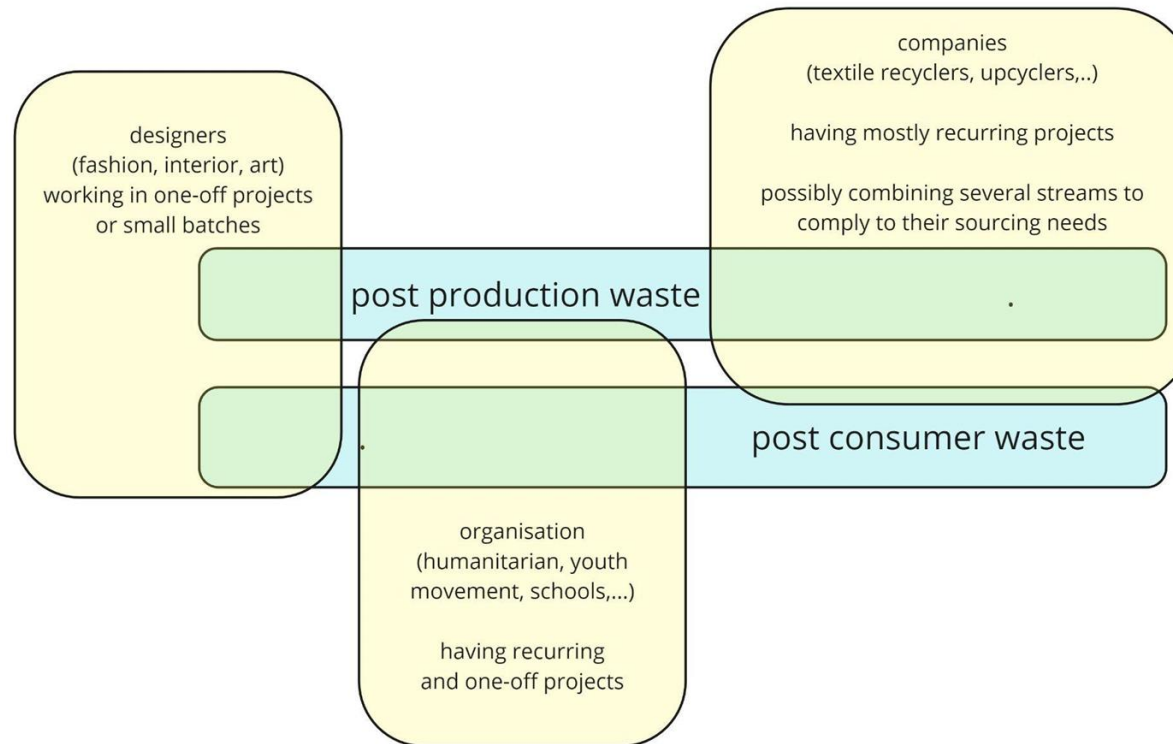 companies
(textile recyclers, upcyclers,..)
having mostly recurring projects
possibly combining several streams to
comply to their sourcing needs
designers
(fashion, interior, art)
working in one-off projects
or small batches
post production waste
.
post consumer waste
.
organisation
(humanitarian, youth
movement, schools,...)
having recurring
and one-off projects